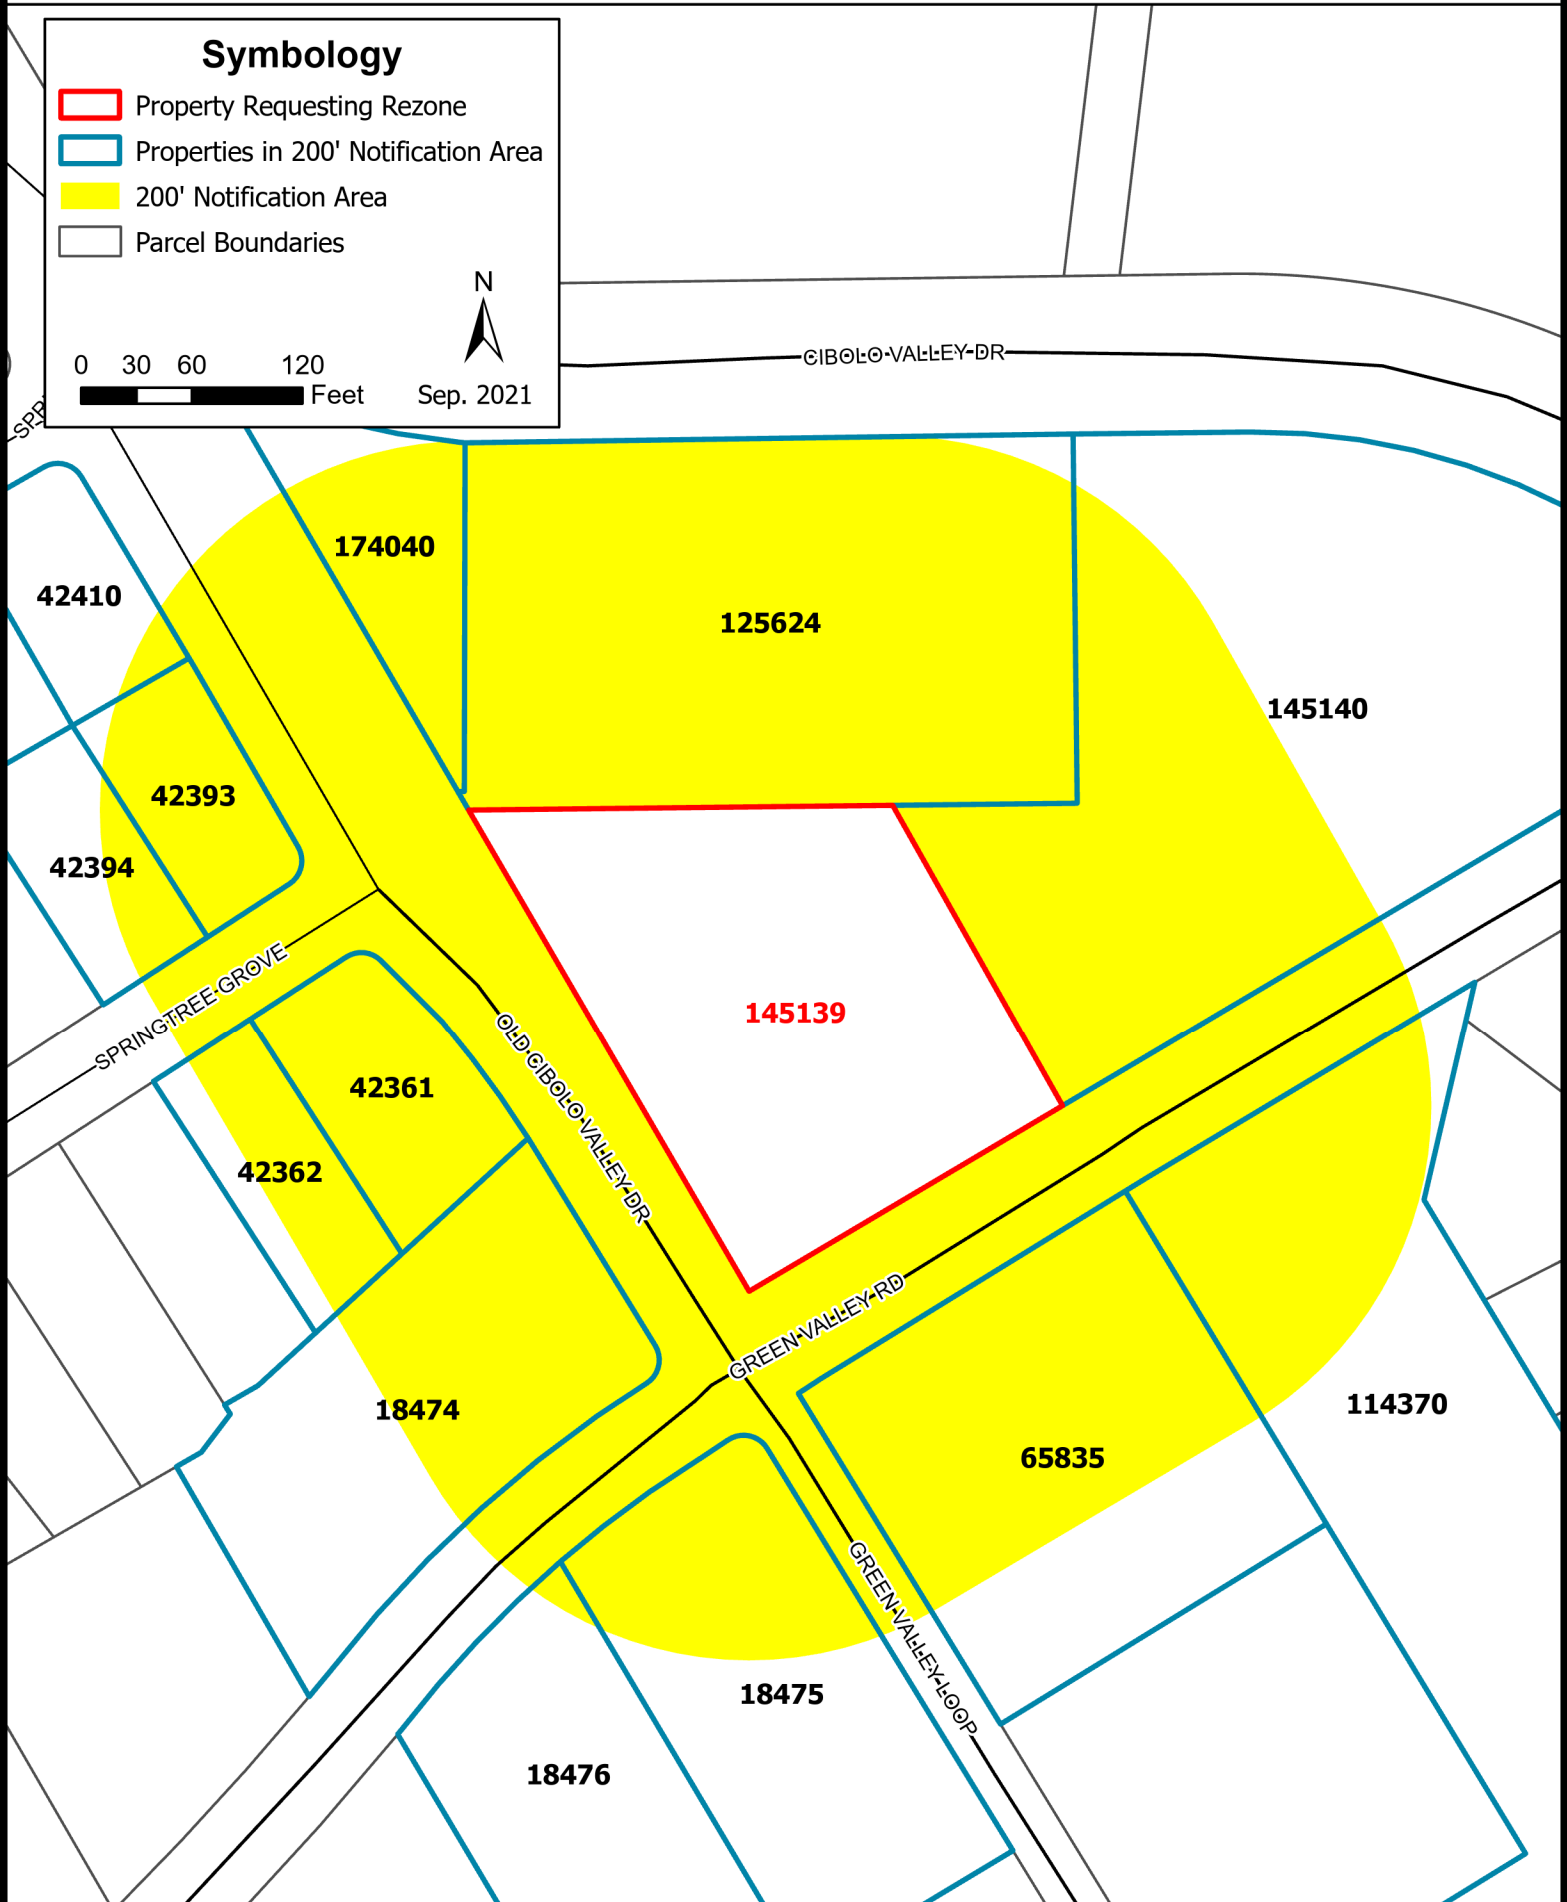 Symbology
Property Requesting Rezone
Properties in 200' Notification Area
200' Notification Area
Parcel Boundaries
N
0 30 60 120
Feet
Sep. 2021
CIBOLO VALLEY DR
174040
42410
125624
145140
42393
42394
SPRINGTREE GROVE
145139
OLD CIBOLO VALLEY DR
42361
42362
GREEN VALLEY RD
18474
114370
65835
GREEN VALLEY LOOP
18475
18476